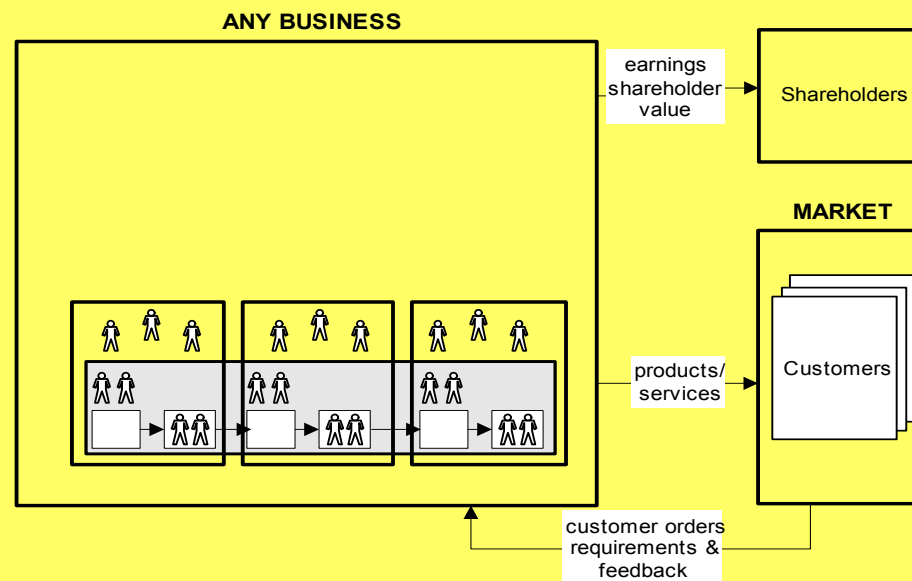 ANY BUSINESS
earnings
shareholder
value
Shareholders
MARKET
Customers
products/
services
customer orders
requirements &
feedback